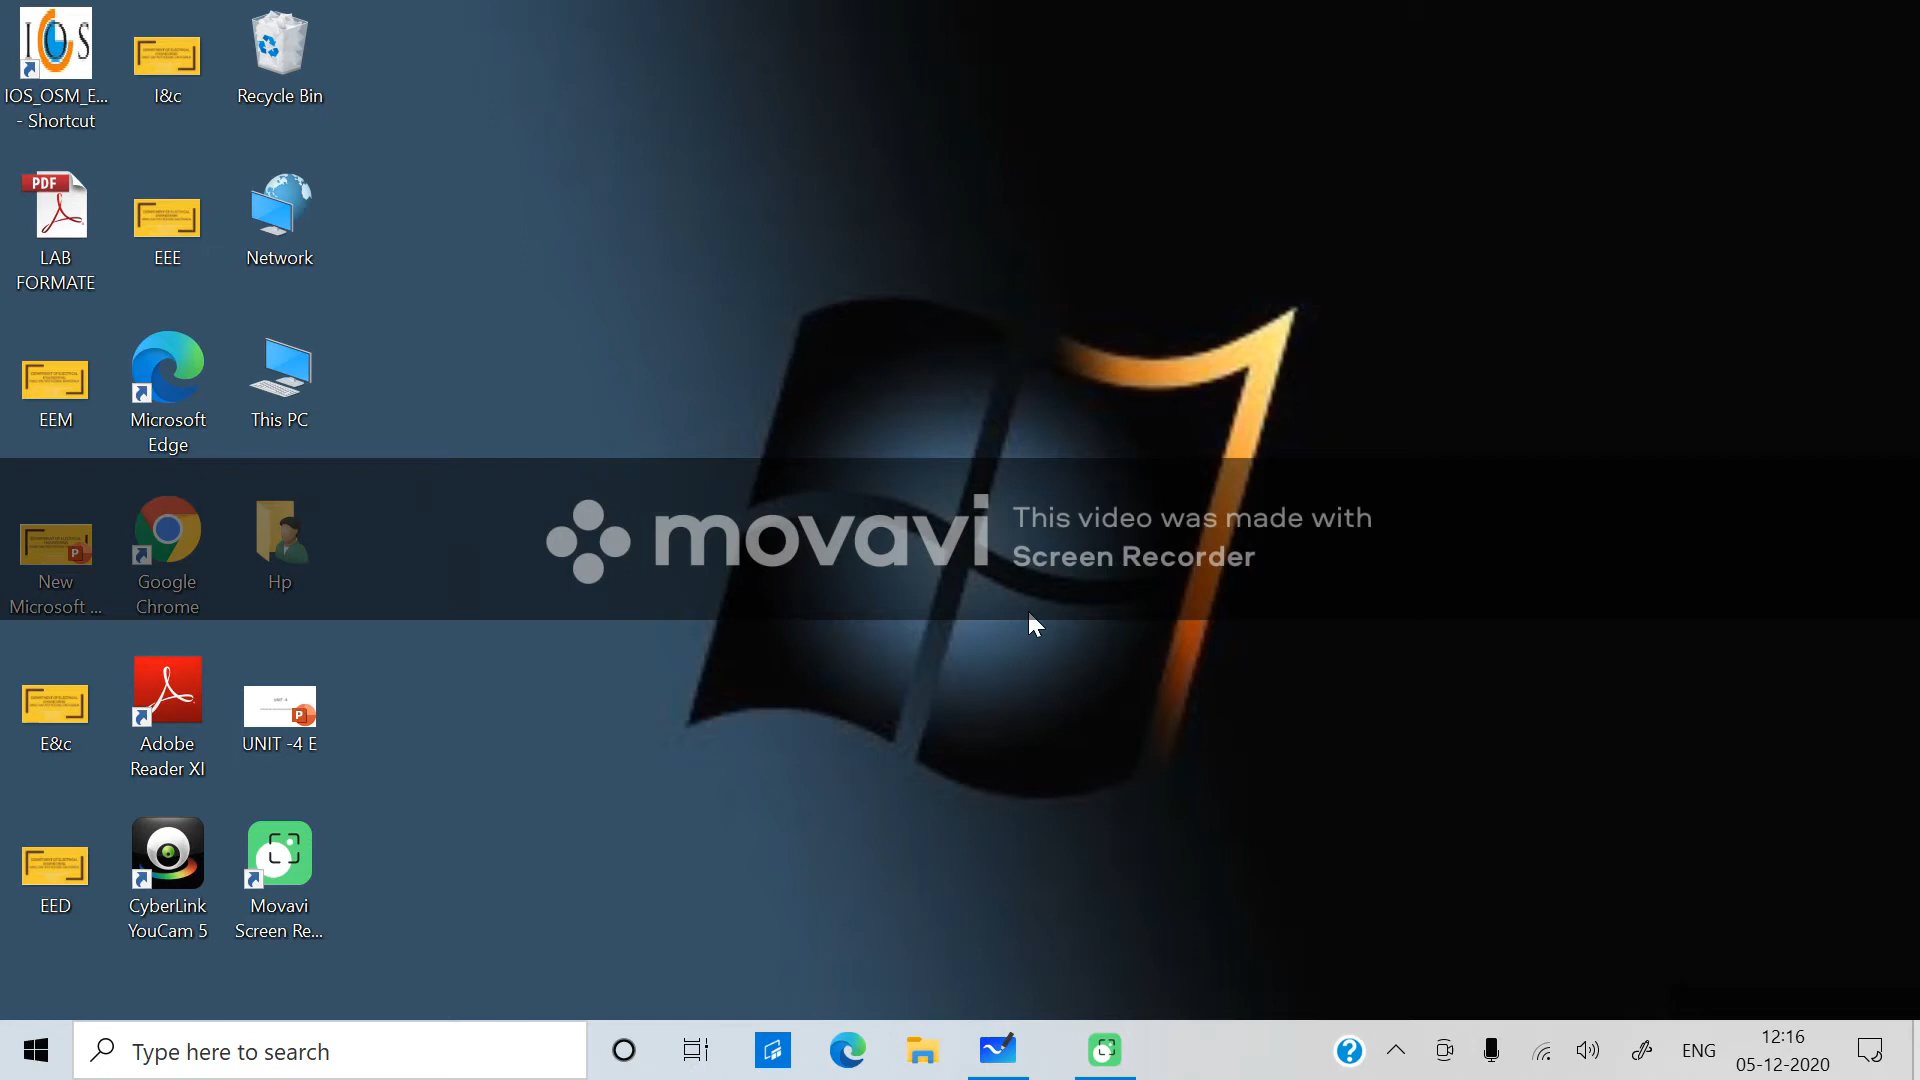 IOS
IOS_OSM_E...
- Shortcut
I&c
Recycle Bin
PDF
LAB
FORMATE
EEE
Network
EEM
Microsoft
Edge
This PC
New
Microsoft ...
Google
Chrome
Hp
movavi
This video was made with
Screen Recorder
E&c
Adobe
Reader XI
UNIT -4 E
EED
CyberLink
YouCam 5
Movavi
Screen Re...
Type here to search
ENG
12:16
05-12-2020